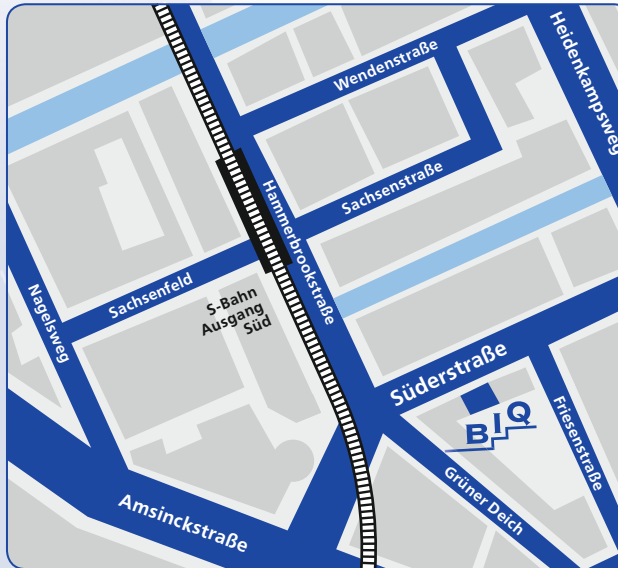 Heidenkampsweg
Wendenstraße
Sachsenstraße
Hammerbrookstraße
Nagelsweg
Sachsenfeld
S-Bahn
Ausgang
Süd
Süderstraße
BIQ
Friesenstraße
Grüner Deich
Amsinckstraße